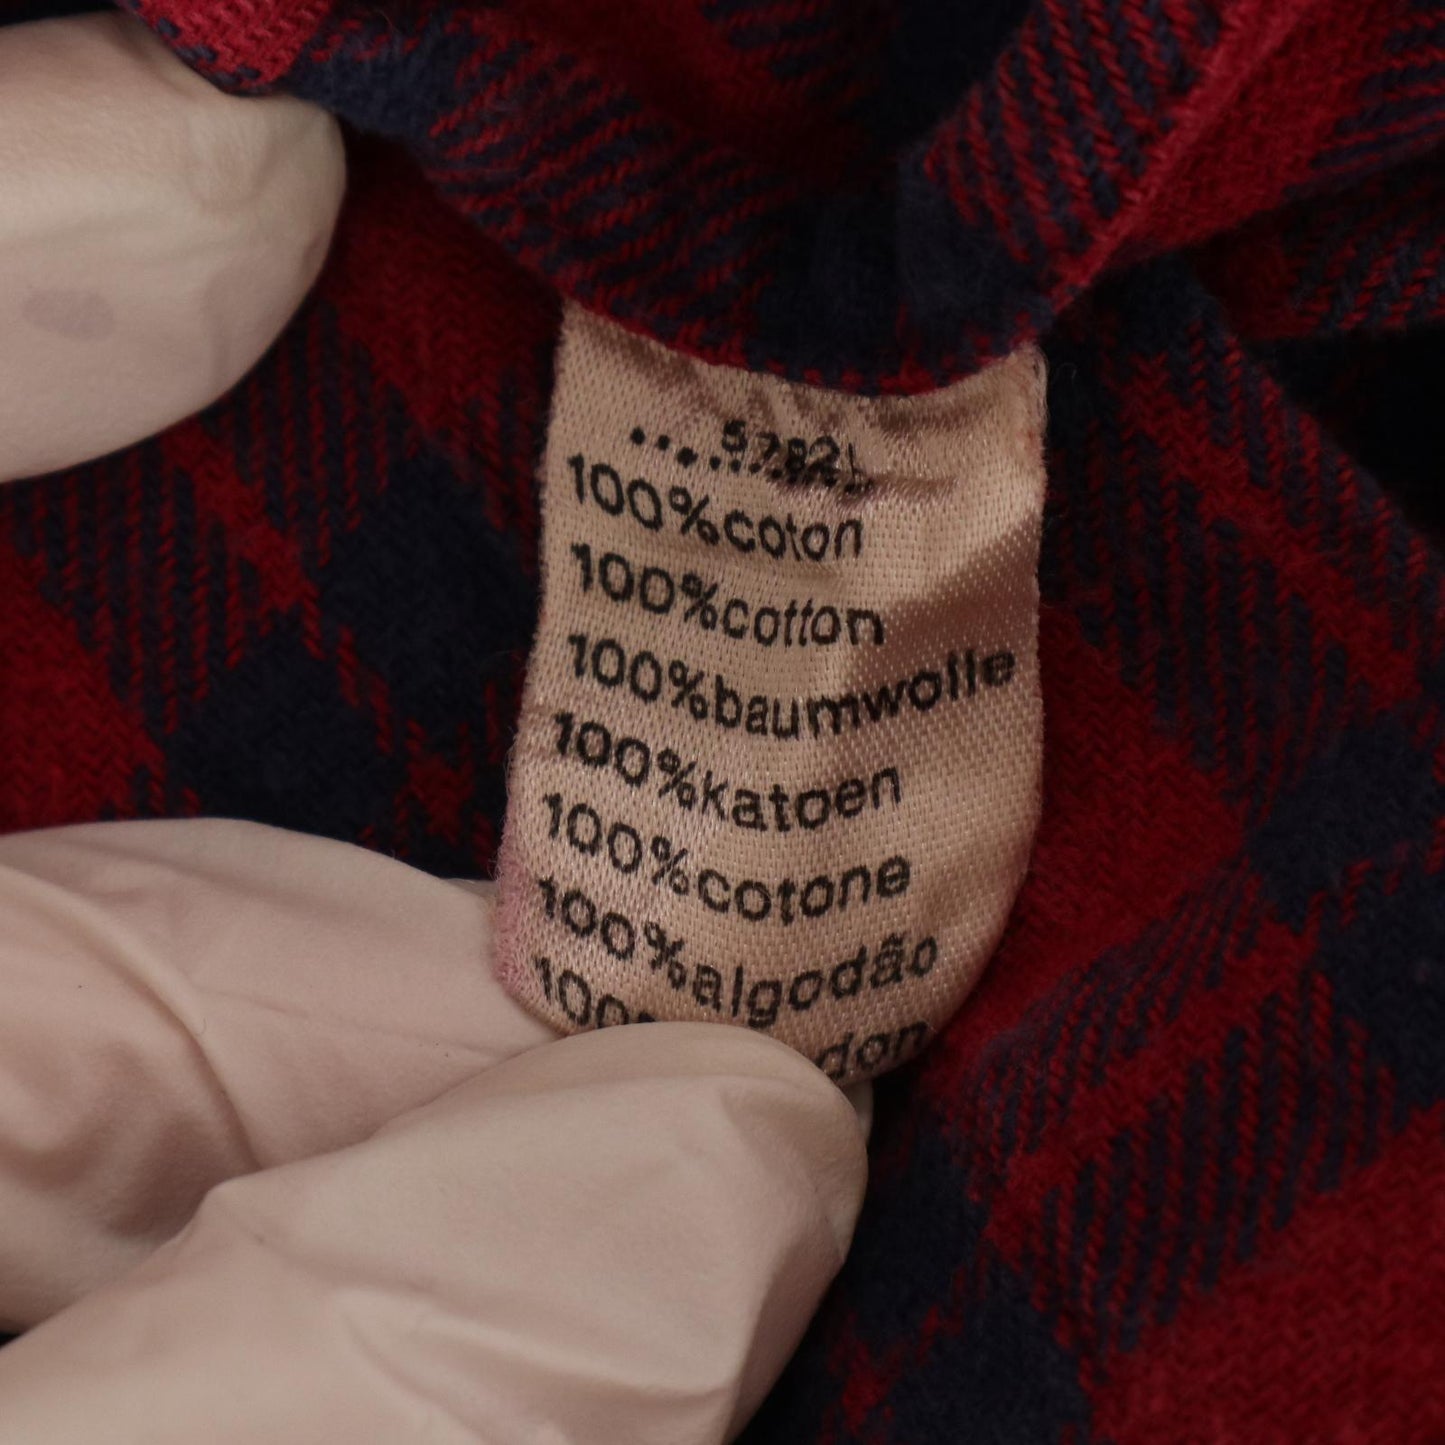 100%coton
100%cotton
100%baumwolle
100%katoen
100%cotone
100%algodão